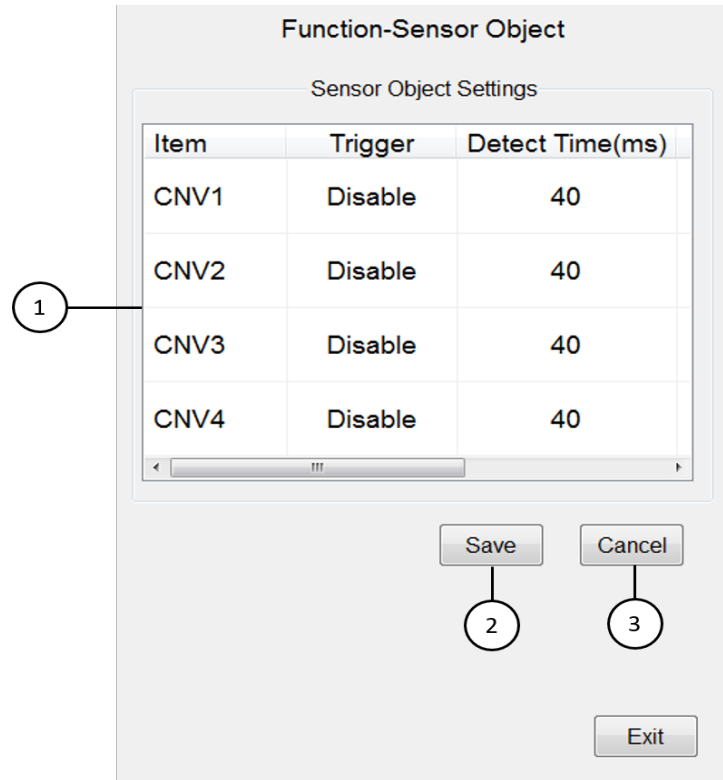 Function-Sensor Object
Sensor Object Settings
Item Trigger Detect Time(ms)
CNV1 Disable 40
CNV2 Disable 40
1
CNV3 Disable 40
CNV4 Disable 40
Save Cancel
2 3
Exit